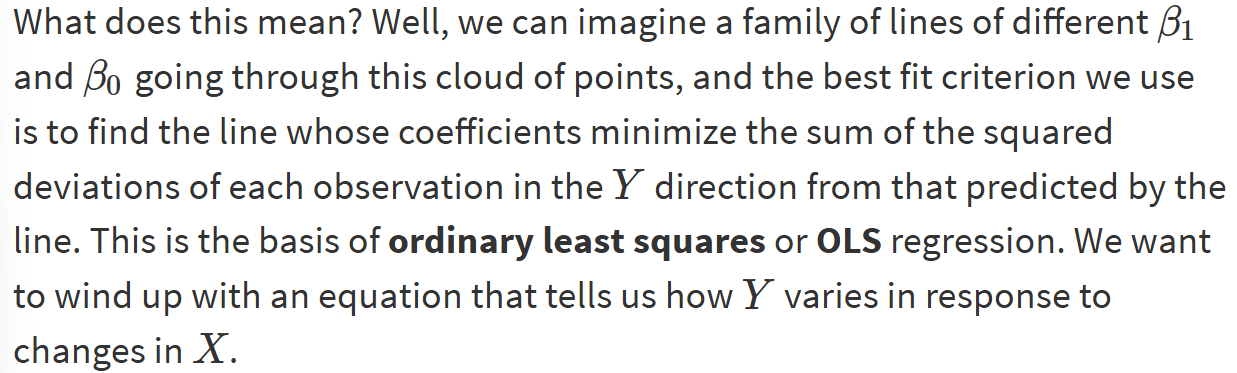 What does this mean? Well, we can imagine a family of lines of different β₁
and β₀ going through this cloud of points, and the best fit criterion we use
is to find the line whose coefficients minimize the sum of the squared
deviations of each observation in the Y direction from that predicted by the
line. This is the basis of ordinary least squares or OLS regression. We want
to wind up with an equation that tells us how Y varies in response to
changes in X.